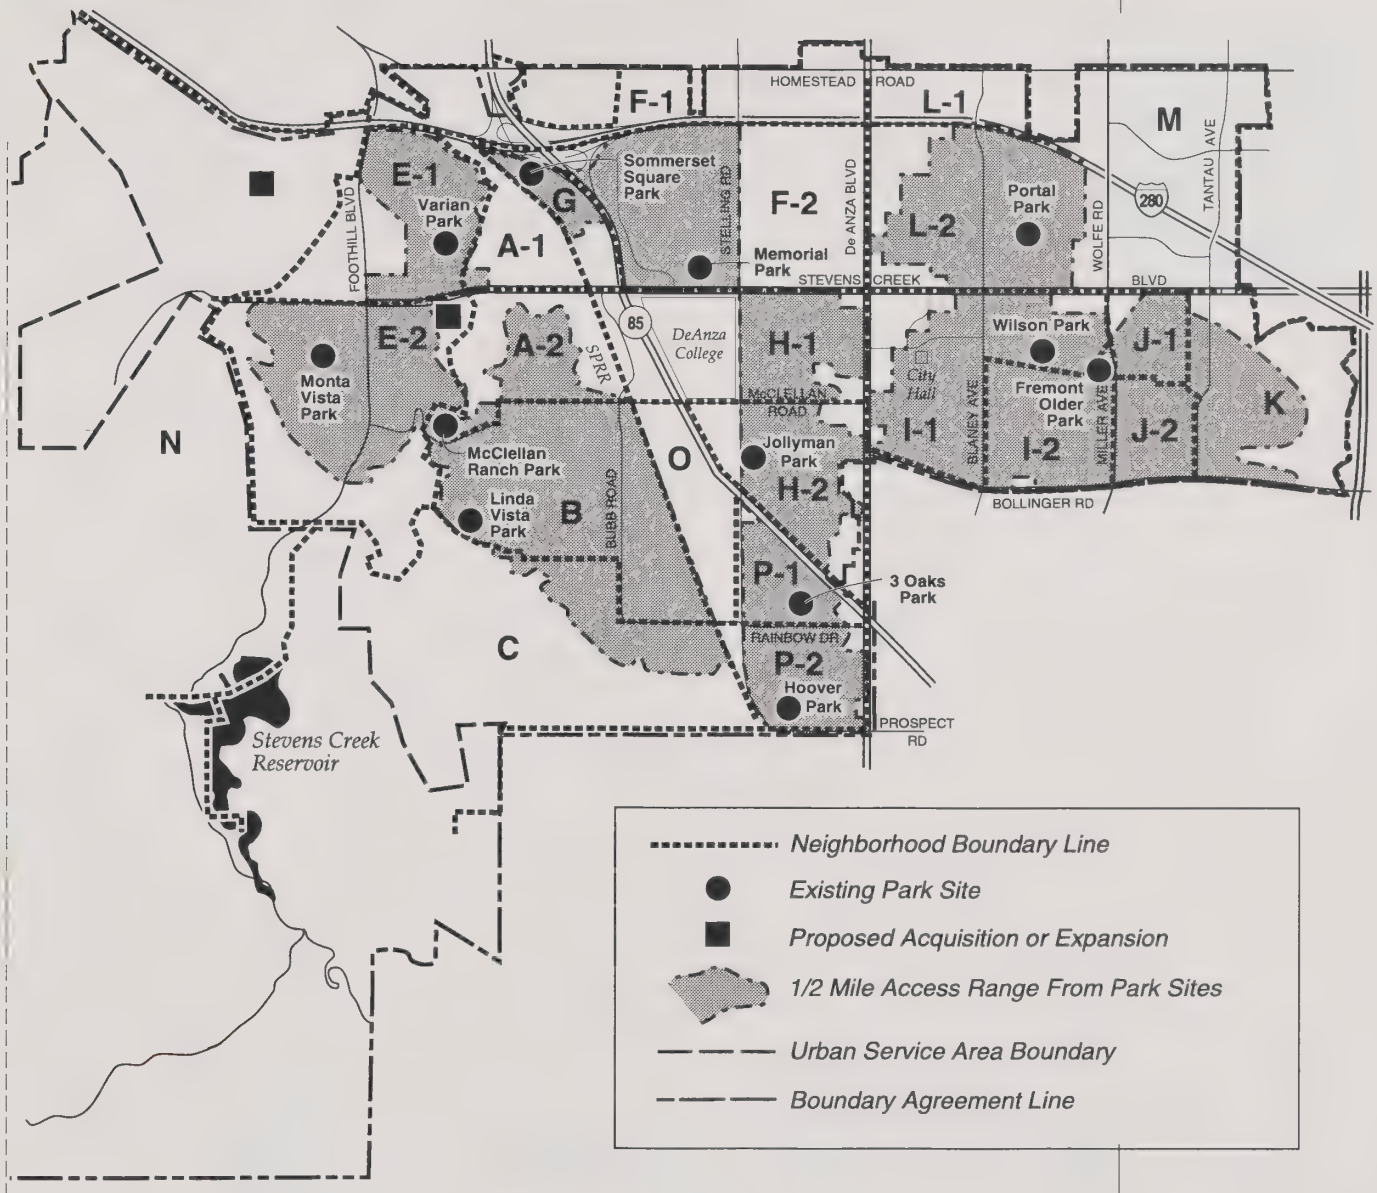 HOMESTEAD ROAD
F-1
L-1
M
TANTAU AVE
E-1
Sommerset
Square
Park
G
STELLING RD
F-2
De ANZA BLVD
Portal
Park
L-2
WOLFE RD
280
FOOTHILL BLVD
Varian
Park
A-1
Memorial
Park
STEVENS CREEK
BLVD
E-2
A-2
SPRR
85
DeAnza
College
H-1
City
Hall
Wilson Park
J-1
Monta
Vista
Park
McCLELLAN
ROAD
BLANEY AVE
Fremont
Older
Park
MILLER AVE
K
N
McClellan
Ranch Park
O
Jollyman
Park
I-1
I-2
J-2
H-2
Linda
Vista
Park
B
BUBB ROAD
BOLLINGER RD
P-1
3 Oaks
Park
C
RAINBOW DR
P-2
Hoover
Park
PROSPECT
RD
Stevens Creek
Reservoir
Neighborhood Boundary Line
Existing Park Site
Proposed Acquisition or Expansion
1/2 Mile Access Range From Park Sites
Urban Service Area Boundary
Boundary Agreement Line